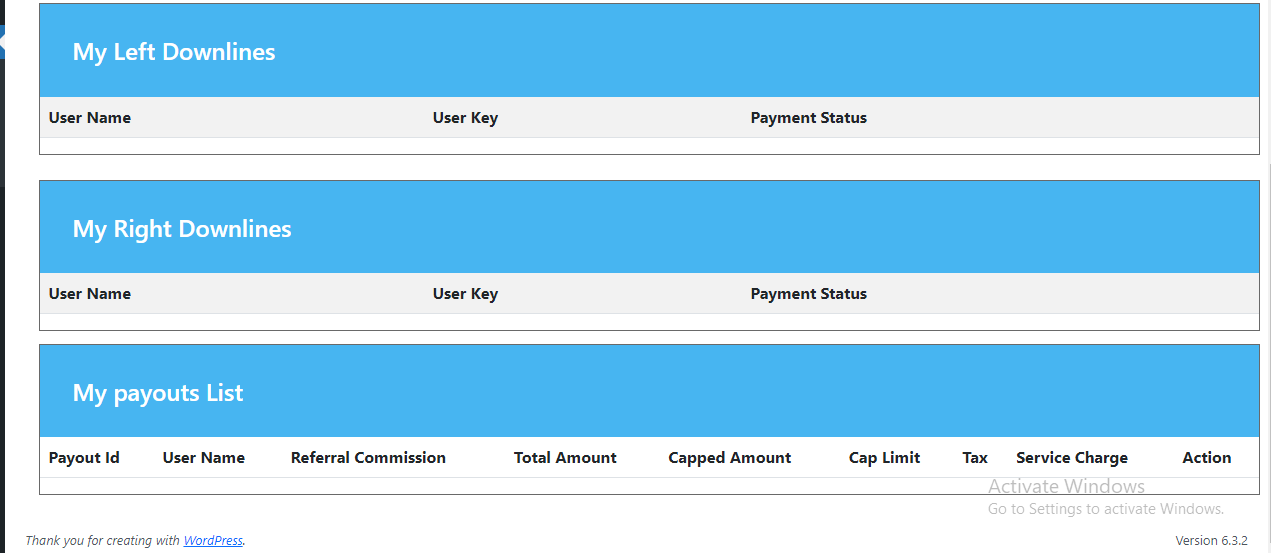 My Left Downlines
User Name User Key Payment Status
My Right Downlines
User Name User Key Payment Status
My payouts List
Payout Id User Name Referral Commission Total Amount Capped Amount Cap Limit Tax Service Charge Action
Activate Windows
Go to Settings to activate Windows.
Thank you for creating with WordPress. Version 6.3.2